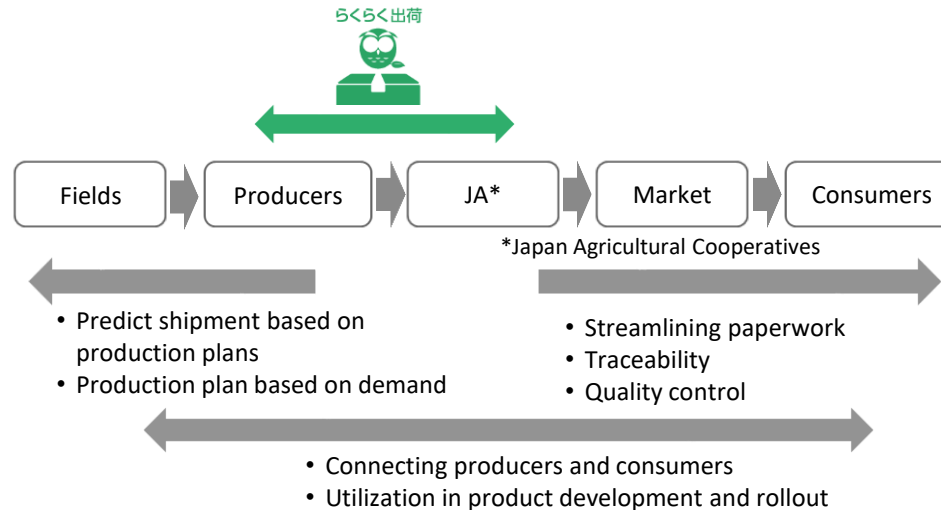 らくらく出荷
Fields
Producers
JA*
Market
Consumers
*Japan Agricultural Cooperatives
• Predict shipment based on
production plans
• Production plan based on demand
• Streamlining paperwork
• Traceability
• Quality control
• Connecting producers and consumers
• Utilization in product development and rollout